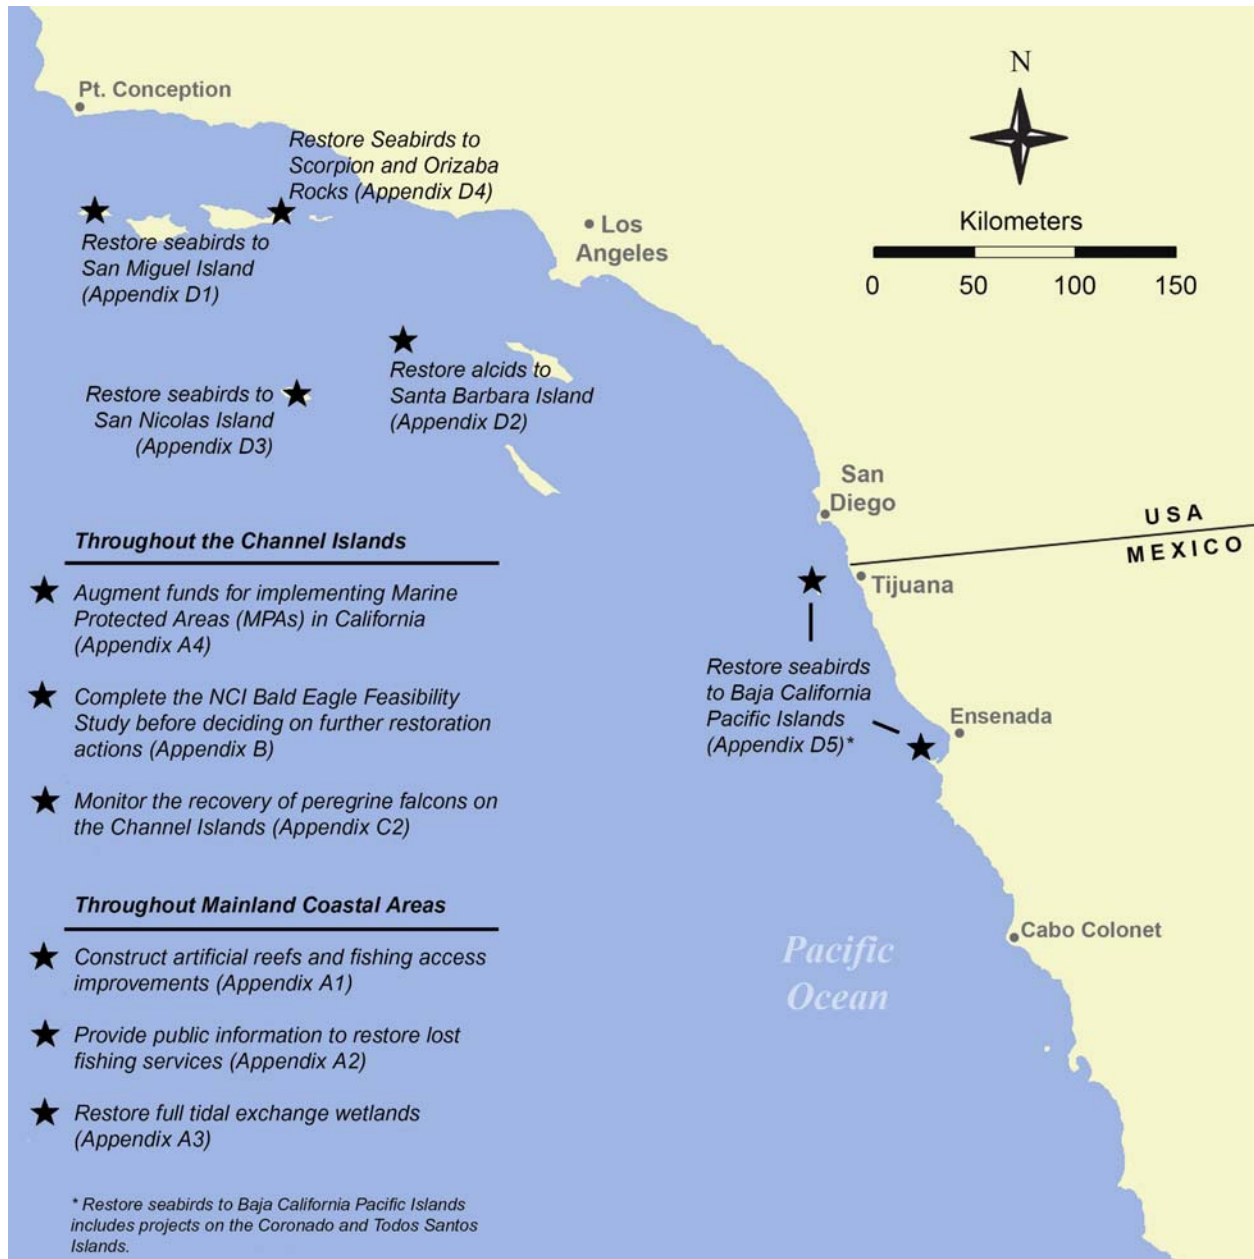 Pt. Conception
N
Restore Seabirds to
Scorpion and Orizaba
Rocks (Appendix D4)
Kilometers
0 50 100 150
Los
Angeles
Restore seabirds to
San Miguel Island
(Appendix D1)
Restore alcids to
Santa Barbara Island
(Appendix D2)
Restore seabirds to
San Nicolas Island
(Appendix D3)
San
Diego
USA
MEXICO
Tijuana
Restore seabirds
to Baja California
Pacific Islands
(Appendix D5)*
Ensenada
Cabo Colonet
Pacific
Ocean
Throughout the Channel Islands
Augment funds for implementing Marine
Protected Areas (MPAs) in California
(Appendix A4)
Complete the NCI Bald Eagle Feasibility
Study before deciding on further restoration
actions (Appendix B)
Monitor the recovery of peregrine falcons on
the Channel Islands (Appendix C2)
Throughout Mainland Coastal Areas
Construct artificial reefs and fishing access
improvements (Appendix A1)
Provide public information to restore lost
fishing services (Appendix A2)
Restore full tidal exchange wetlands
(Appendix A3)
* Restore seabirds to Baja California Pacific Islands
includes projects on the Coronado and Todos Santos
Islands.